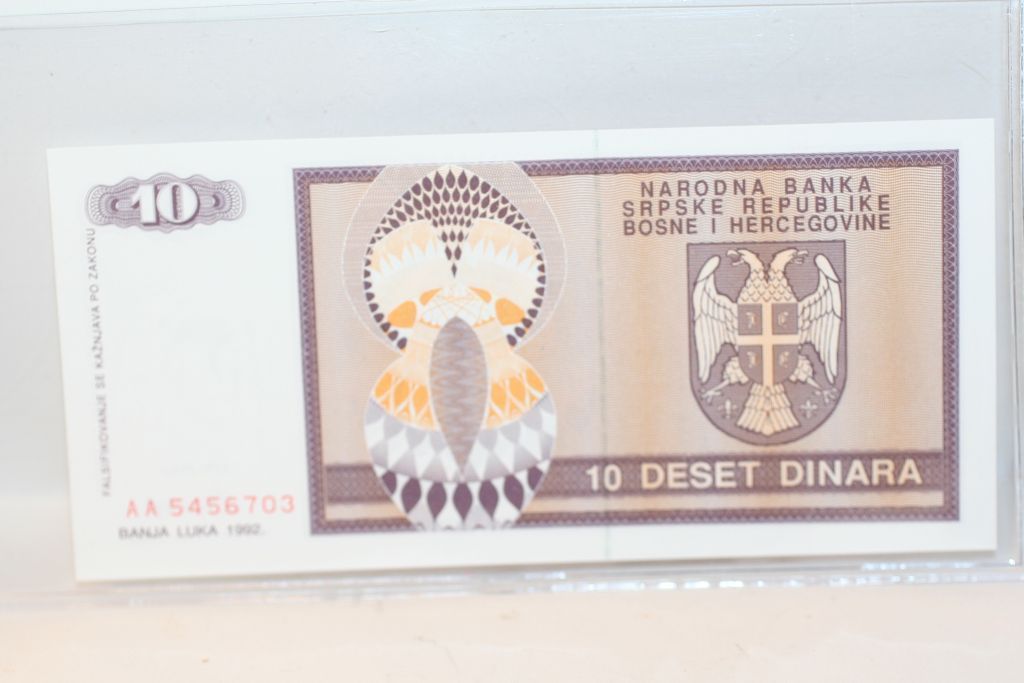 10
FALSIFIKOVANJE SE KAŽNJAVA PO ZAKONU
NARODNA BANKA
SRPSKE REPUBLIKE
BOSNE I HERCEGOVINE
10 DESET DINARA
AA 5456703
BANJA LUKA 1992.